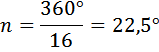 n = 360°/16 = 22,5°